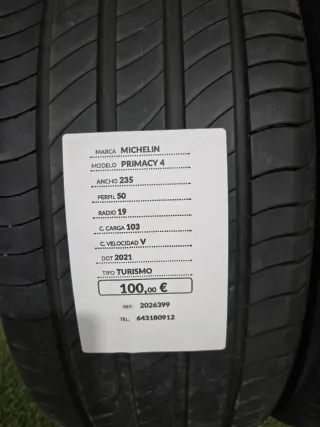 MARCA MICHELIN
MODELO PRIMACY 4
ANCHO 235
PERFIL 50
RADIO 19
C. CARGA 103
C. VELOCIDAD V
DOT 2021
TIPO TURISMO
100,00 €
REF: 2026399
TEL: 643180912